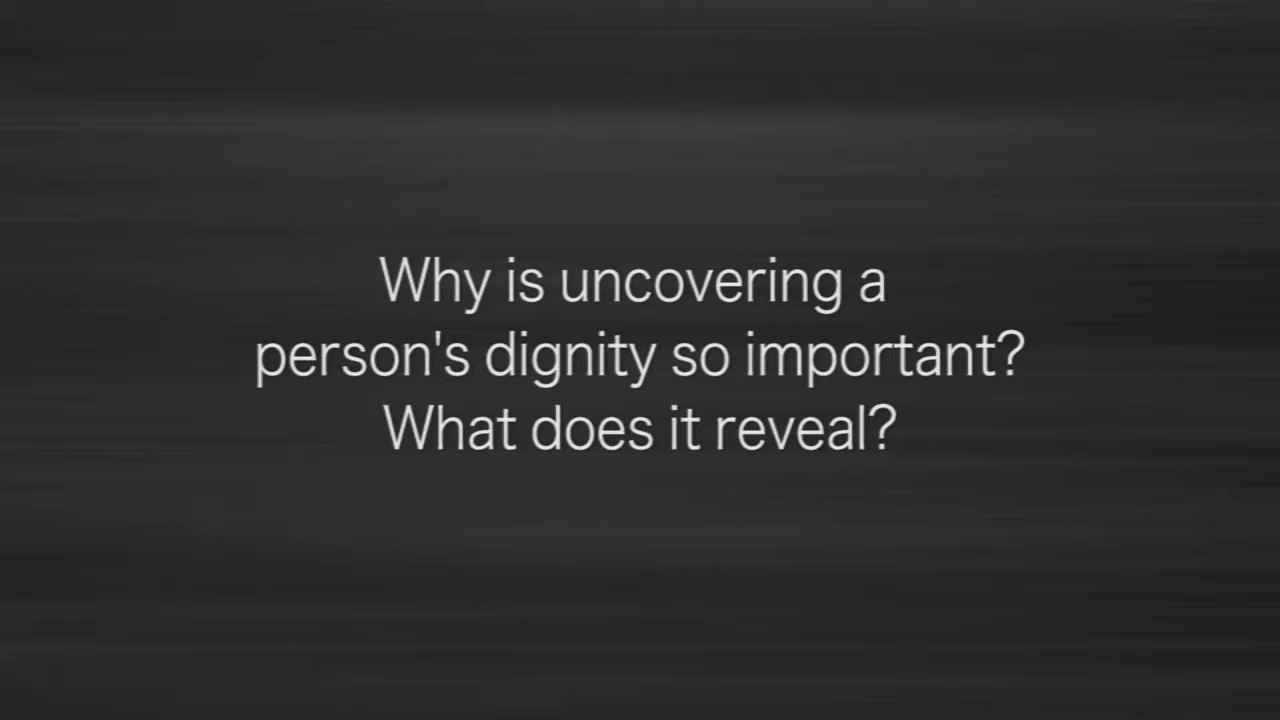 Why is uncovering a
person's dignity so important?
What does it reveal?